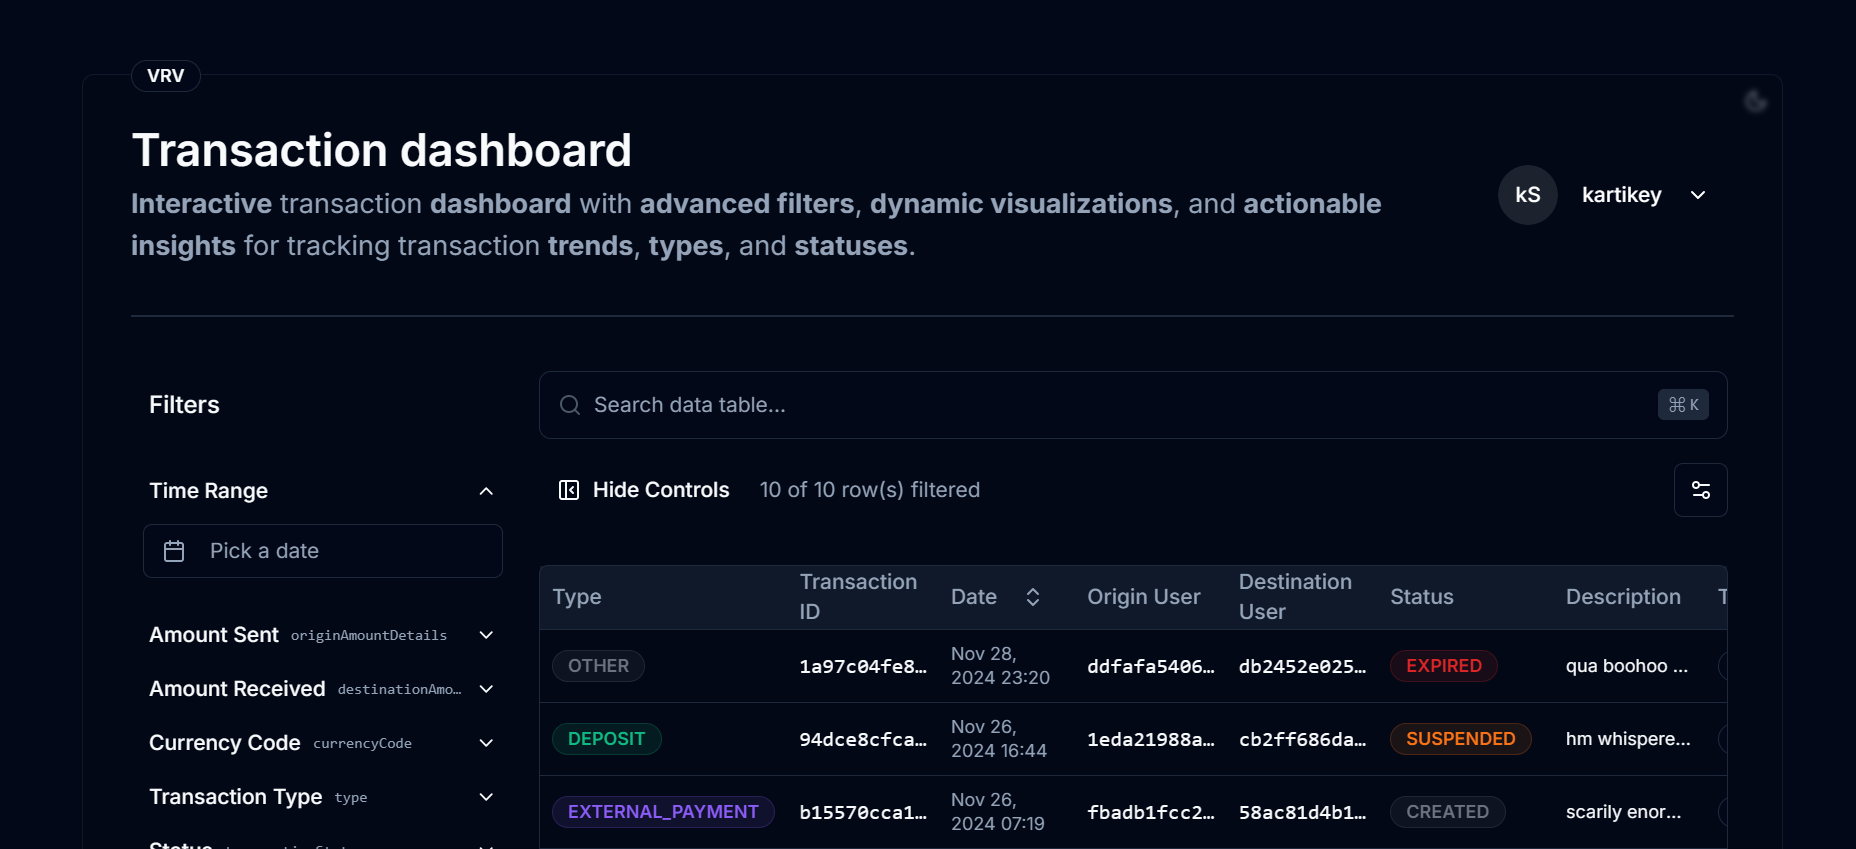 VRV
Transaction dashboard
Interactive transaction dashboard with advanced filters, dynamic visualizations, and actionable
insights for tracking transaction trends, types, and statuses.
kS kartikey
Filters
Time Range
Pick a date
Amount Sent originAmountDetails
Amount Received destinationAmo…
Currency Code currencyCode
Transaction Type type
Search data table...
⌘ K
Hide Controls 10 of 10 row(s) filtered
Type Transaction ID Date Origin User Destination User Status Description T
OTHER 1a97c04fe8… Nov 28, 2024 23:20 ddfafa5406… db2452e025… EXPIRED qua boohoo ...
DEPOSIT 94dce8cfca… Nov 26, 2024 16:44 1eda21988a… cb2ff686da… SUSPENDED hm whispere...
EXTERNAL_PAYMENT b15570cca1… Nov 26, 2024 07:19 fbadb1fcc2… 58ac81d4b1… CREATED scarily enor...